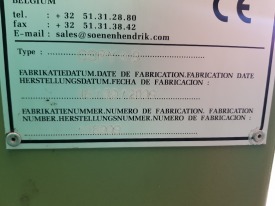 BELGIUM
tel. : + 32 51.31.28.80
fax : + 32 51.31.38.42
E-mail : sales@soenenhendrik.com
CE
Type :
FABRIKATIEDATUM.DATE DE FABRICATION.FABRICATION DATE
HERSTELLUNGSDATUM.FECHA DE FABRICACION :
FABRIKATIENUMMER.NUMERO DE FABRICATION. FABRICATION
NUMBER.HERSTELLUNGSNUMMER.NUMERO DE FABRICACION :